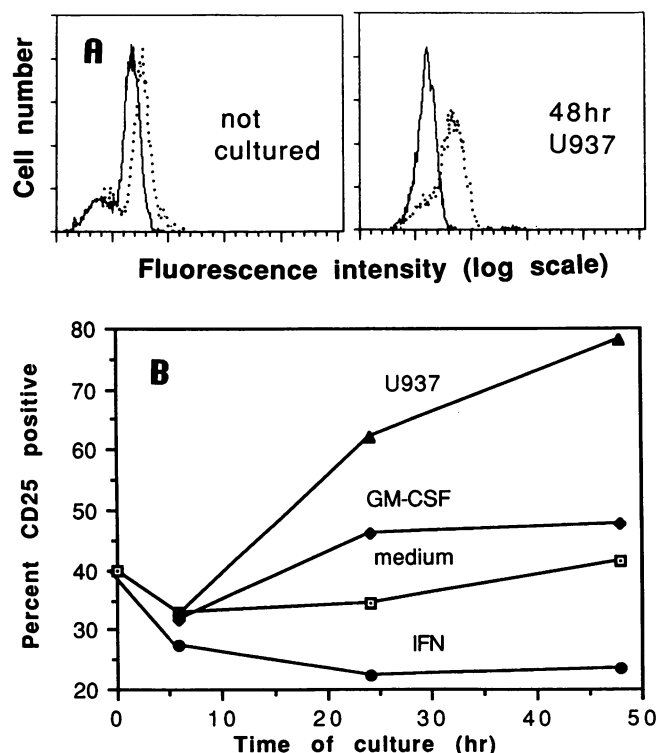 A
Cell number
not
cultured
48hr
U937
Fluorescence intensity (log scale)
B
Percent CD25 positive
80
70
60
50
40
30
20
U937
GM-CSF
medium
IFN
0
10
20
30
40
50
Time of culture (hr)